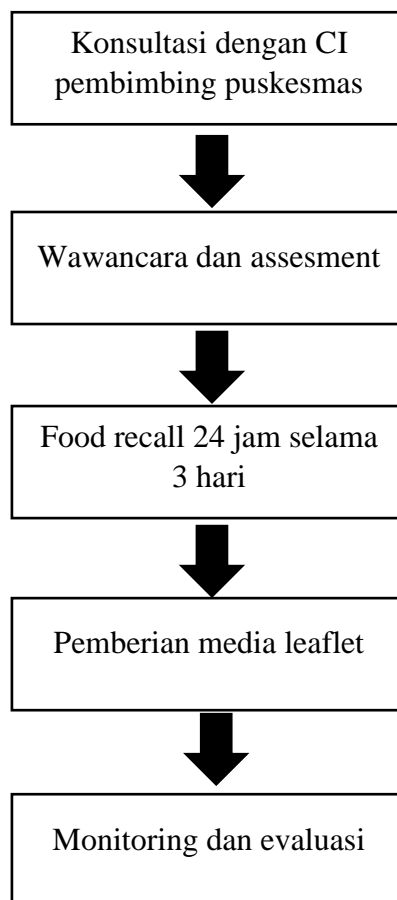 Konsultasi dengan CI
pembimbing puskesmas
Wawancara dan assesment
Food recall 24 jam selama
3 hari
Pemberian media leaflet
Monitoring dan evaluasi